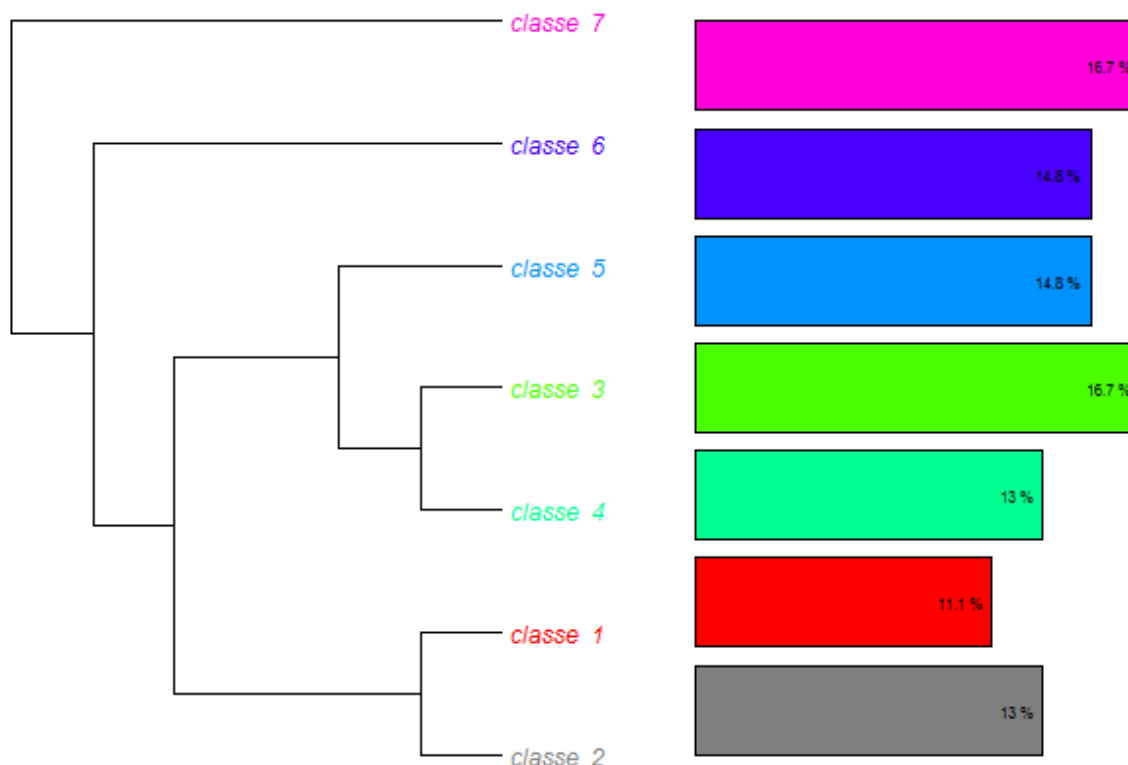 classe 7
16.7 %
classe 6
14.8 %
classe 5
14.8 %
classe 3
16.7 %
classe 4
13 %
classe 1
11.1 %
classe 2
13 %